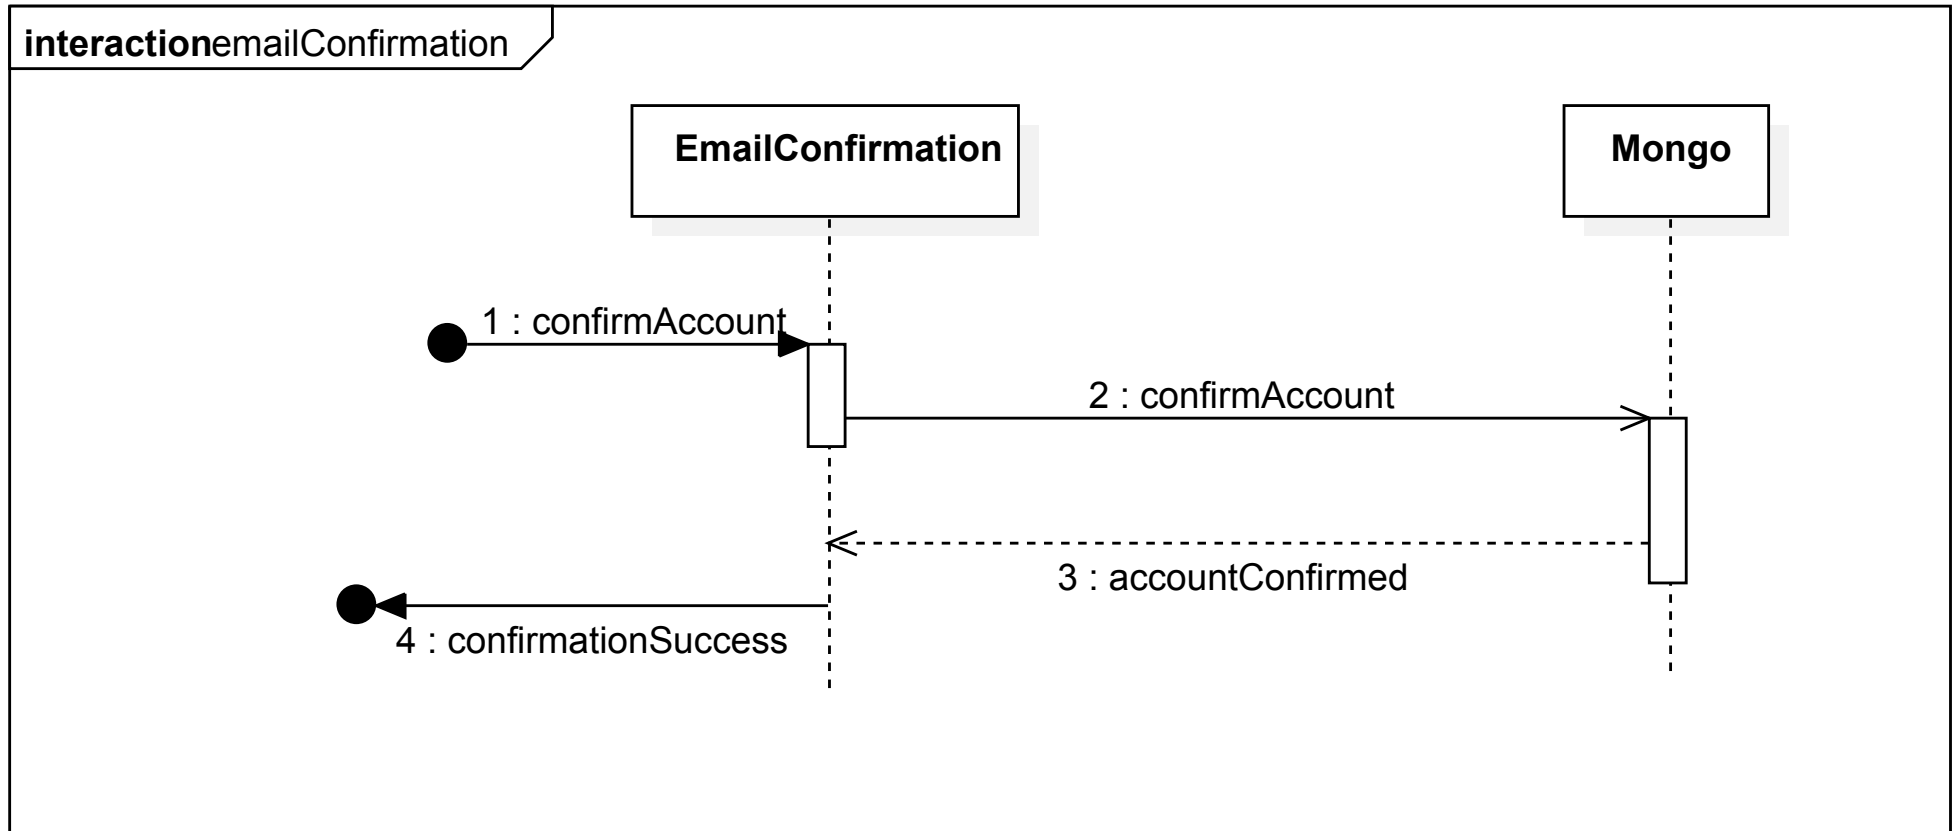 interactionemailConfirmation
EmailConfirmation
Mongo
1 : confirmAccount
2 : confirmAccount
3 : accountConfirmed
4 : confirmationSuccess